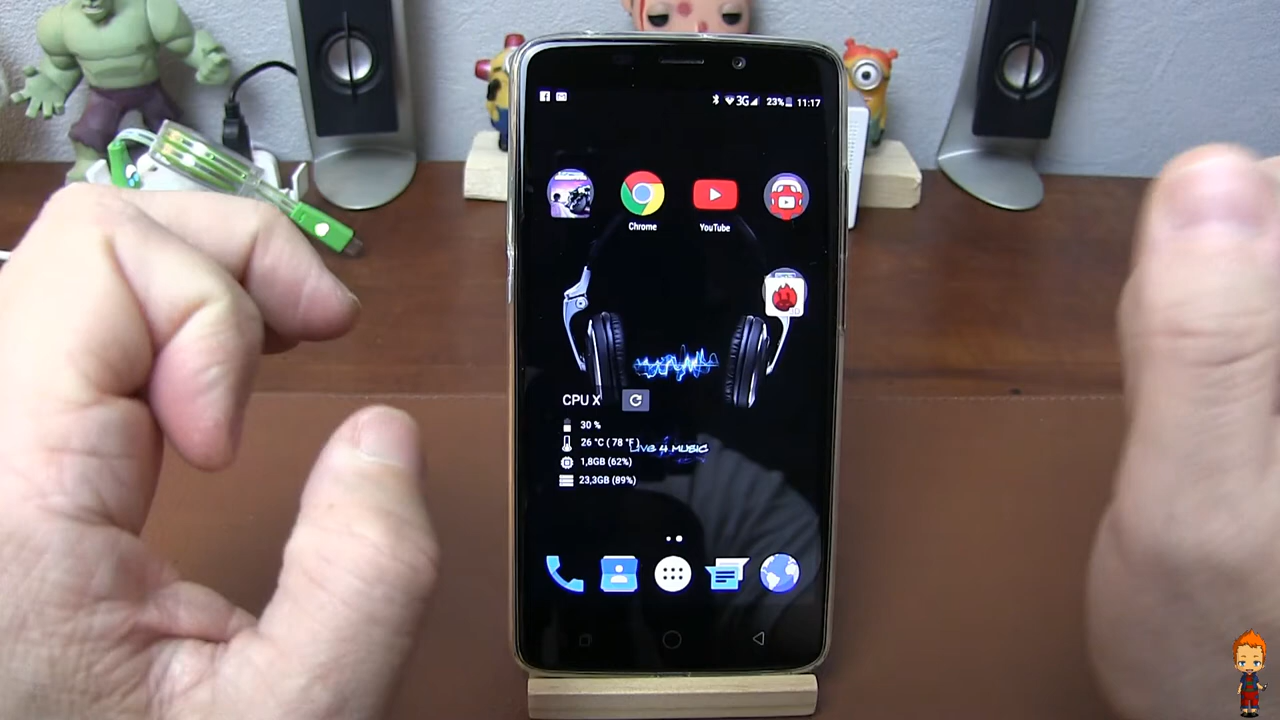 3G 23% 11:17
Chrome YouTube
CPU X
30 %
26 °C ( 78 °F)
LIVE 4 MUSIC
1,8GB (62%)
23,3GB (89%)